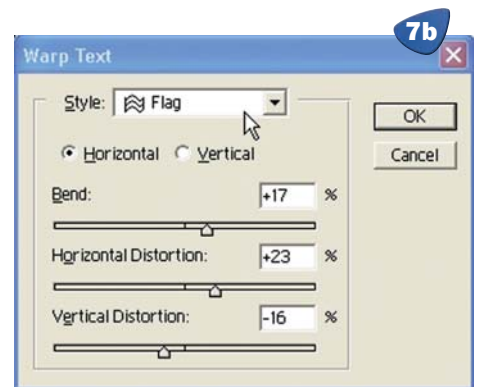 7b
Warp Text
Style: Flag
OK
Horizontal Vertical
Cancel
Bend: +17 %
Horizontal Distortion: +23 %
Vertical Distortion: -16 %